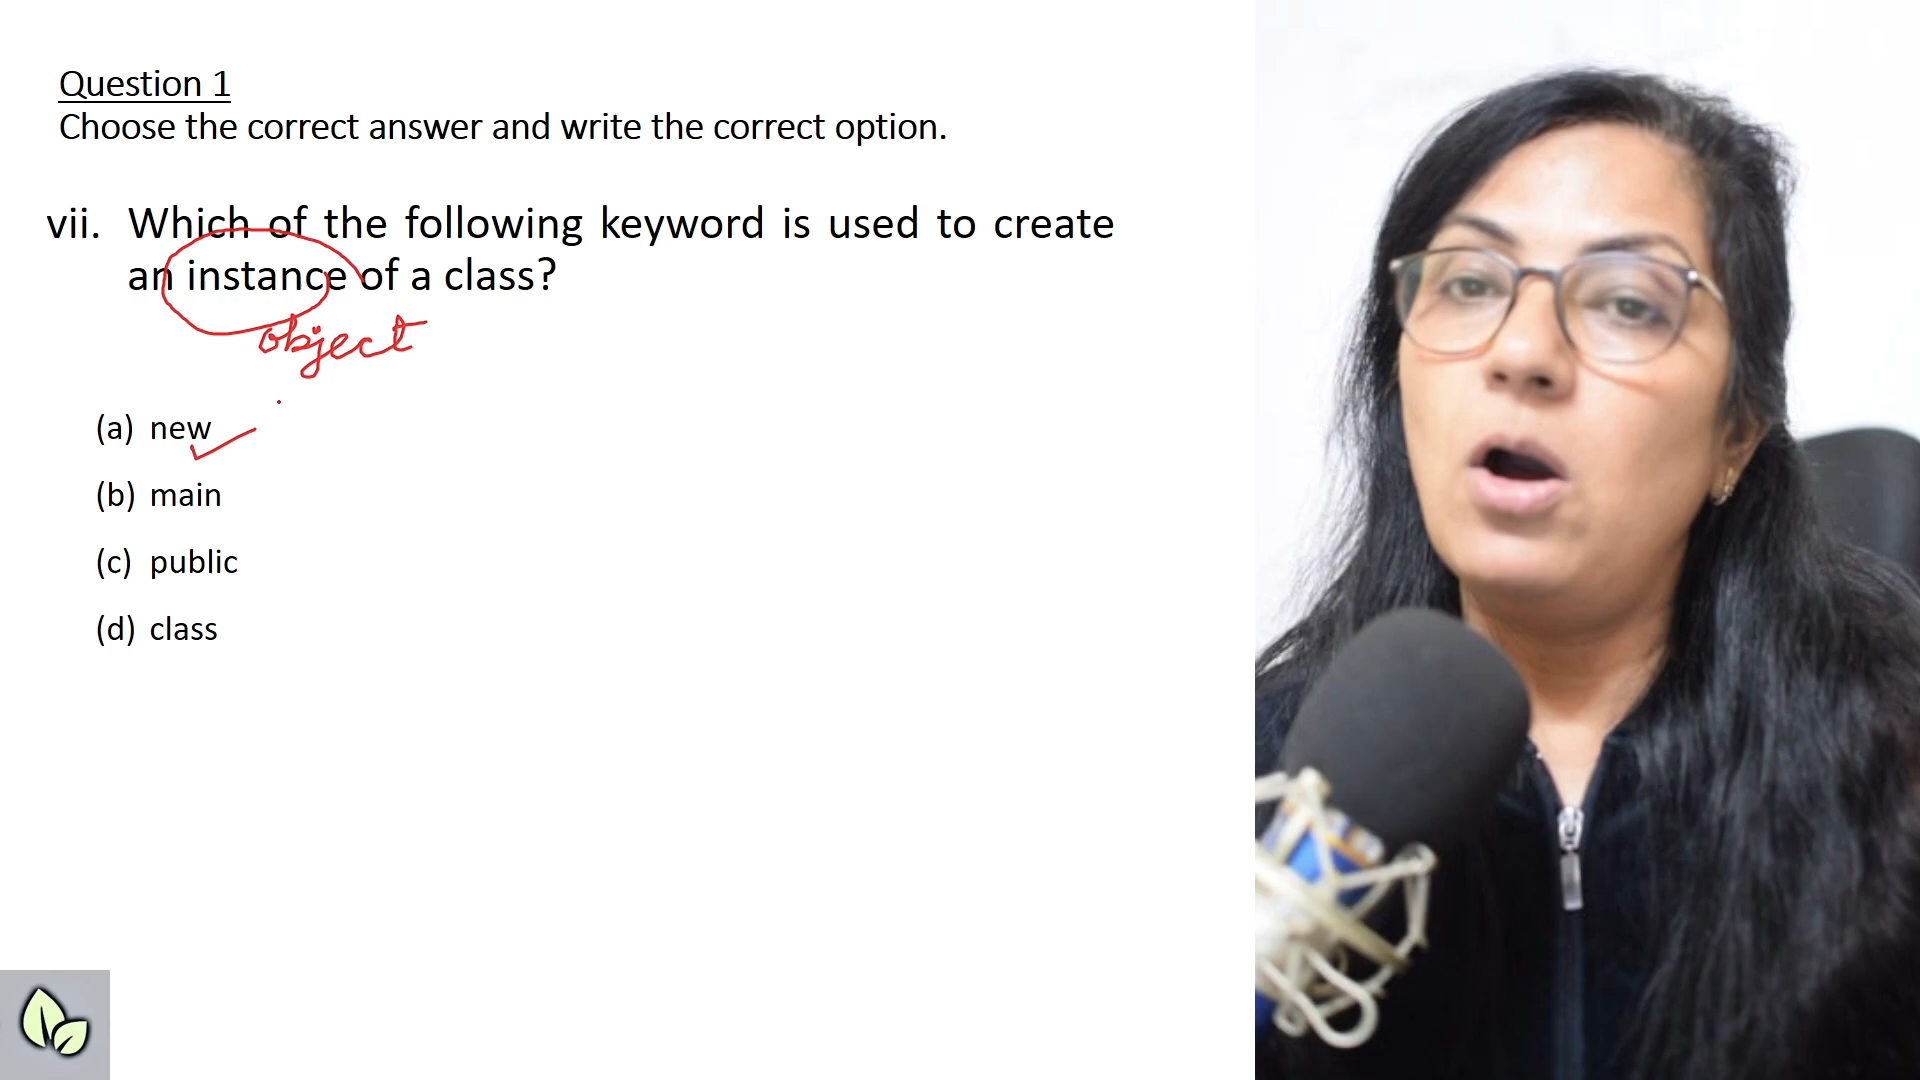 Question 1
Choose the correct answer and write the correct option.
vii. Which of the following keyword is used to create
an instance of a class?
object
(a) new
(b) main
(c) public
(d) class